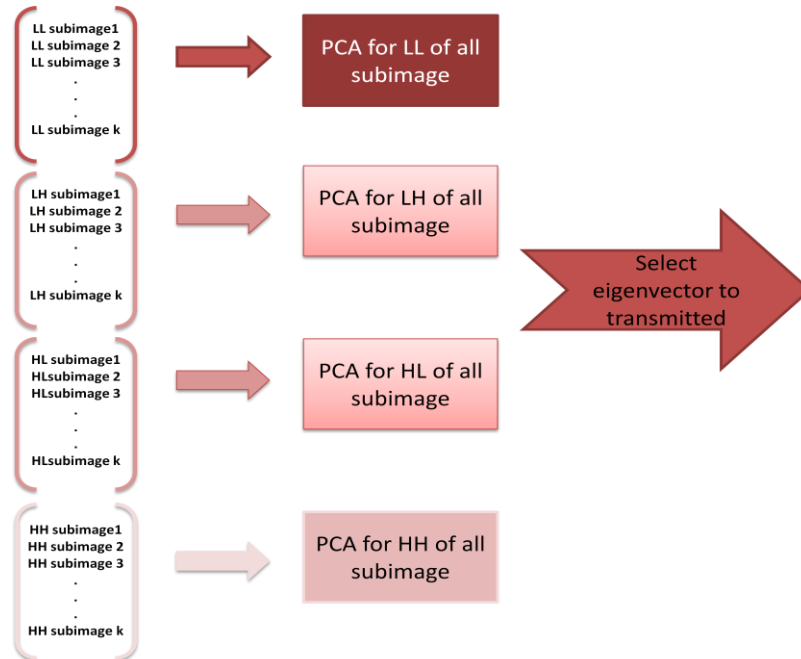 LL subimage1
LL subimage 2
LL subimage 3
.
.
.
LL subimage k
PCA for LL of all
subimage
LH subimage1
LH subimage 2
LH subimage 3
.
.
.
LH subimage k
PCA for LH of all
subimage
Select
eigenvector to
transmitted
HL subimage1
HLsubimage 2
HLsubimage 3
.
.
.
HLsubimage k
PCA for HL of all
subimage
HH subimage1
HH subimage 2
HH subimage 3
.
.
.
HH subimage k
PCA for HH of all
subimage